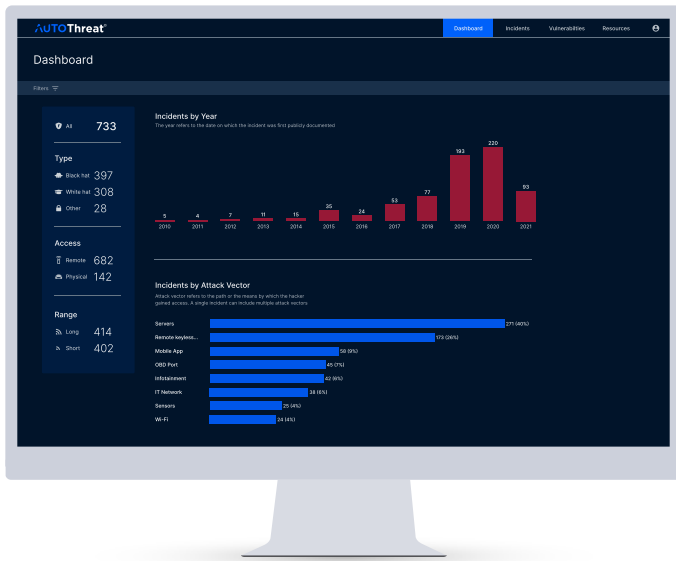 AUTOThreat®
Dashboard Incidents Vulnerabilities Resources
Dashboard
Filters
All 733
Type
Black hat 397
White hat 308
Other 28
Access
Remote 682
Physical 142
Range
Long 414
Short 402
Incidents by Year
The year refers to the date on which the incident was first publicly documented
5 4 7 11 15 35 24 53 77 193 220 93
2010 2011 2012 2013 2014 2015 2016 2017 2018 2019 2020 2021
Incidents by Attack Vector
Attack vector refers to the path or the means by which the hacker
gained access. A single incident can include multiple attack vectors
Servers 271 (40%)
Remote keyless... 173 (26%)
Mobile App 58 (9%)
OBD Port 45 (7%)
Infotainment 42 (6%)
IT Network 38 (6%)
Sensors 25 (4%)
Wi-Fi 24 (4%)